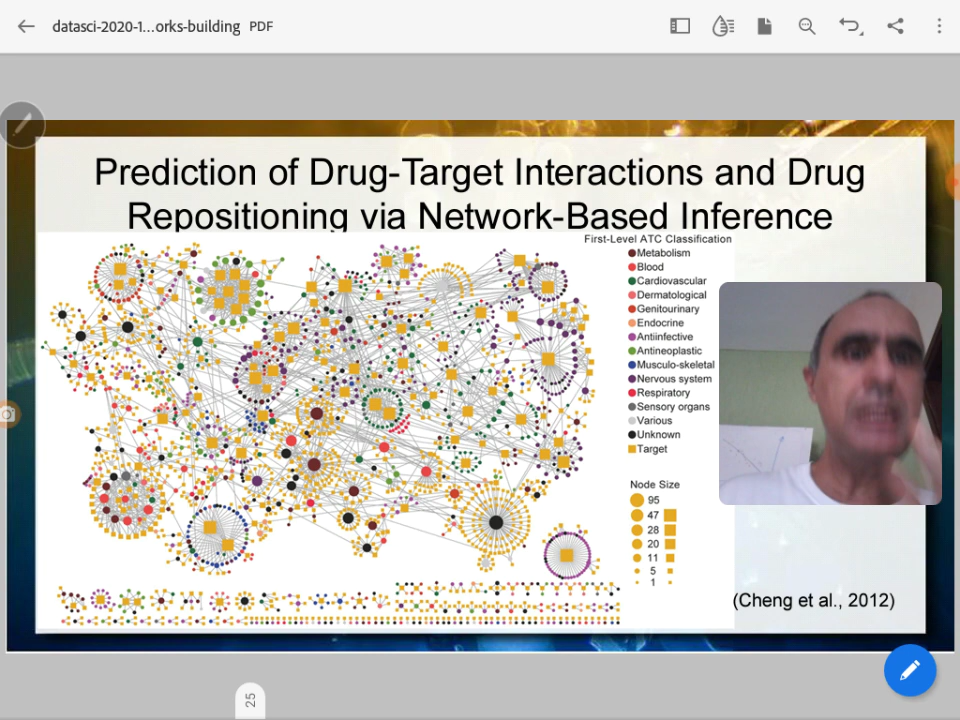 datasci-2020-1...orks-building PDF
Prediction of Drug-Target Interactions and Drug
Repositioning via Network-Based Inference
First-Level ATC Classification
Metabolism
Blood
Cardiovascular
Dermatological
Genitourinary
Endocrine
Antiinfective
Antineoplastic
Musculo-skeletal
Nervous system
Respiratory
Sensory organs
Various
Unknown
Target
Node Size
95
47
28
20
11
5
1
(Cheng et al., 2012)
25